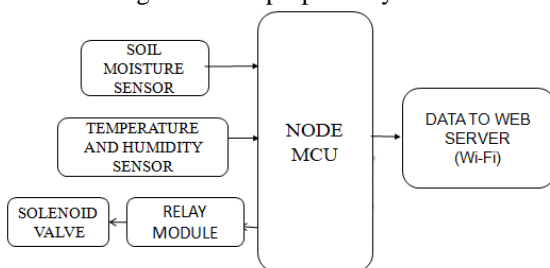 SOIL
MOISTURE
SENSOR
TEMPERATURE
AND HUMIDITY
SENSOR
NODE
MCU
DATA TO WEB
SERVER
(Wi-Fi)
SOLENOID
VALVE
RELAY
MODULE